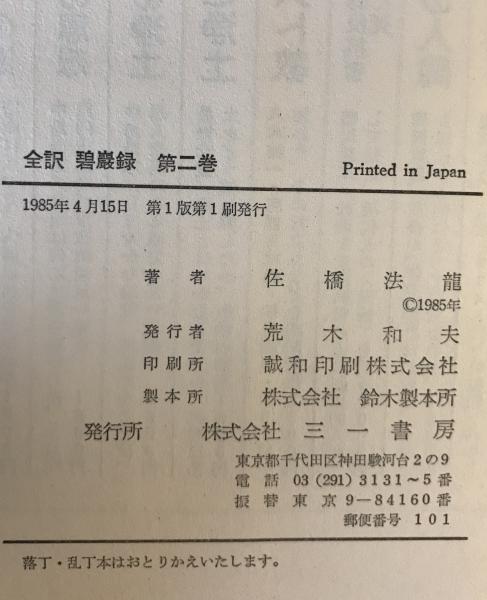 全訳 碧巖録 第二巻 Printed in Japan
1985年4月15日 第1版第1刷発行
著者 佐橋法龍
©1985年
発行者 荒木和夫
印刷所 誠和印刷株式会社
製本所 株式会社 鈴木製本所
発行所 株式会社 三一書房
東京都千代田区神田駿河台2の9
電話 03 (291) 3131～5番
振替 東京 9―84160番
郵便番号 101
落丁・乱丁本はおとりかえいたします。